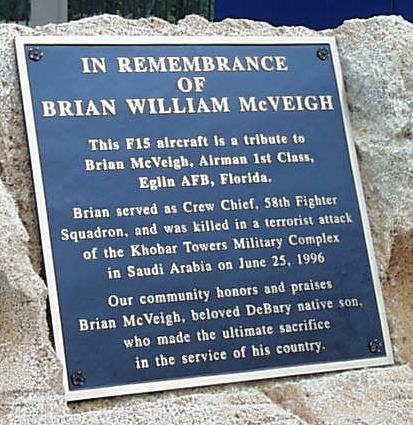 IN REMEMBRANCE
OF
BRIAN WILLIAM McVEIGH
This F15 aircraft is a tribute to
Brian McVeigh, Airman 1st Class,
Eglin AFB, Florida.
Brian served as Crew Chief, 58th Fighter
Squadron, and was killed in a terrorist attack
of the Khobar Towers Military Complex
in Saudi Arabia on June 25, 1996
Our community honors and praises
Brian McVeigh, beloved DeBary native son,
who made the ultimate sacrifice
in the service of his country.